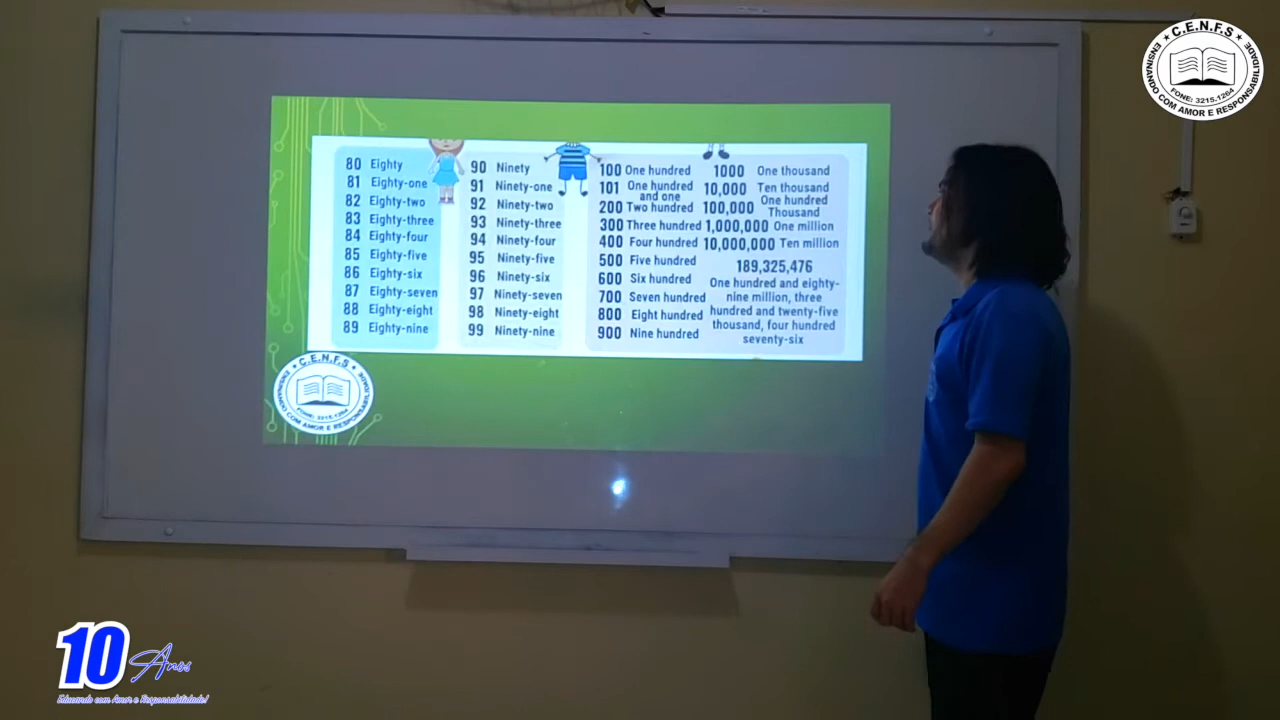 80 Eighty
81 Eighty-one
82 Eighty-two
83 Eighty-three
84 Eighty-four
85 Eighty-five
86 Eighty-six
87 Eighty-seven
88 Eighty-eight
89 Eighty-nine
90 Ninety
91 Ninety-one
92 Ninety-two
93 Ninety-three
94 Ninety-four
95 Ninety-five
96 Ninety-six
97 Ninety-seven
98 Ninety-eight
99 Ninety-nine
100 One hundred
101 One hundred
and one
200 Two hundred
300 Three hundred
400 Four hundred
500 Five hundred
600 Six hundred
700 Seven hundred
800 Eight hundred
900 Nine hundred
1000 One thousand
10,000 Ten thousand
100,000 One hundred
Thousand
1,000,000 One million
10,000,000 Ten million
189,325,476
One hundred and eighty-
nine million, three
hundred and twenty-five
thousand, four hundred
seventy-six
C.E.N.F.S
ENSINANDO COM AMOR E RESPONSABILIDADE
FONE: 3215.1264
C.E.N.F.S
ENSINANDO COM AMOR E RESPONSABILIDADE
FONE: 3215.1264
10 Anos
Educando com Amor e Responsabilidade!